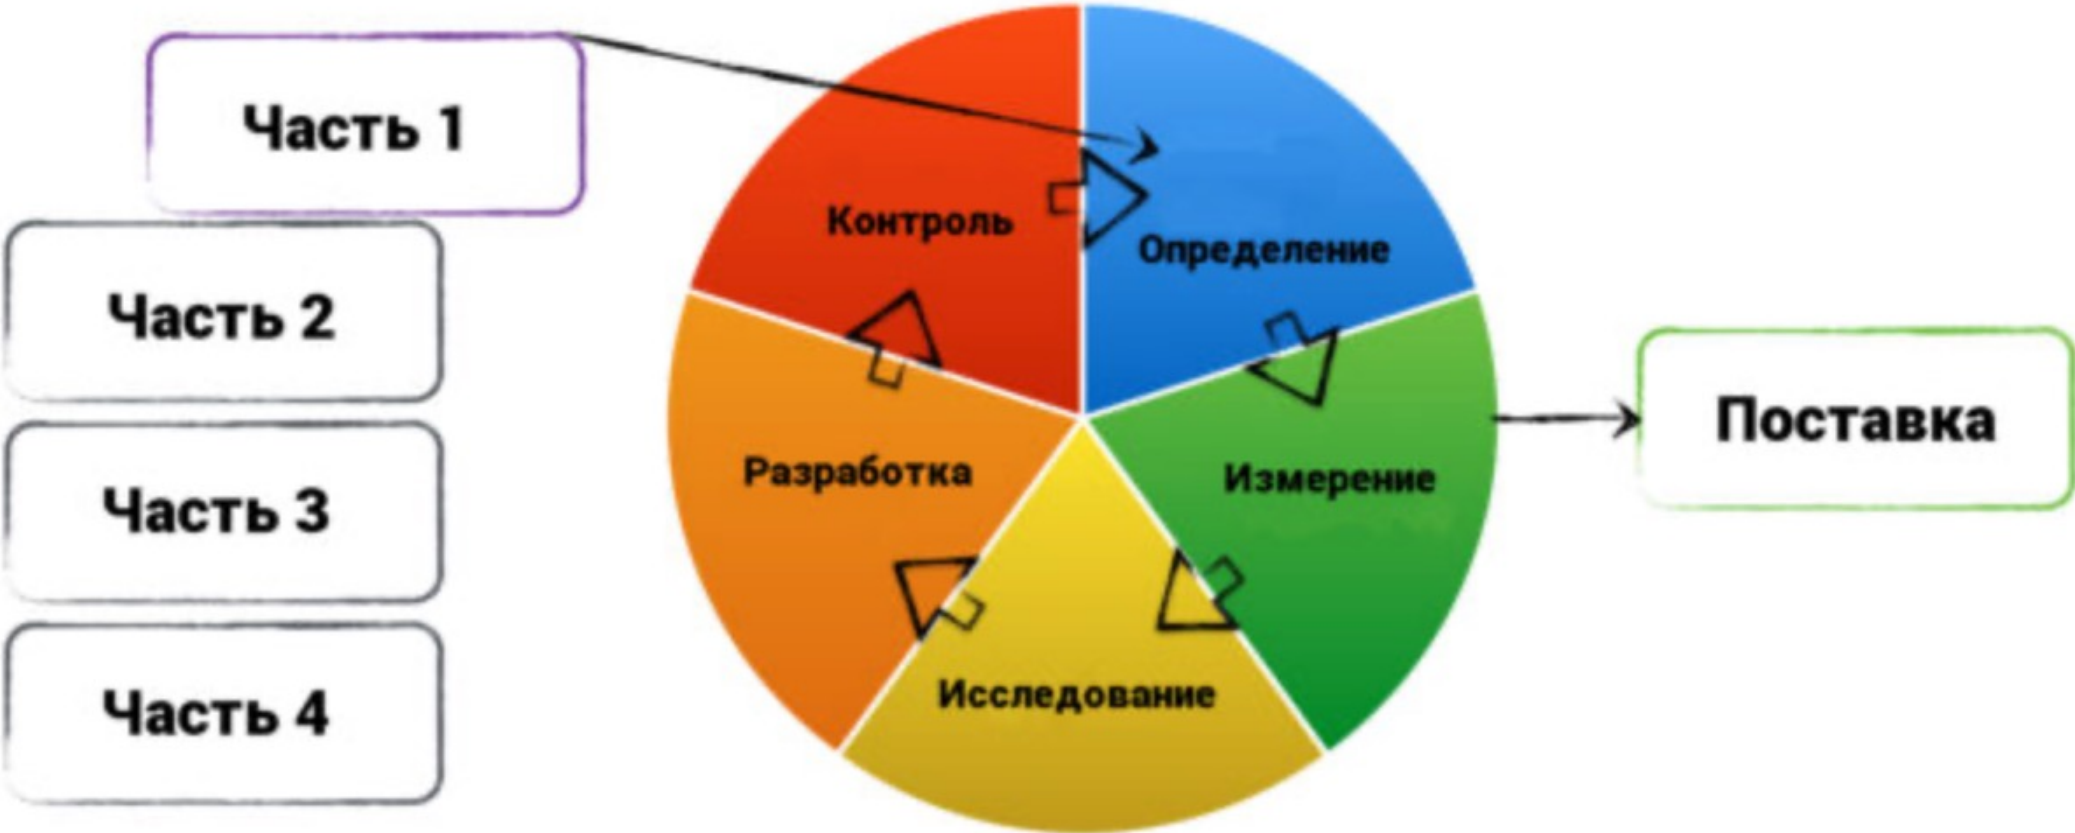 Часть 1
Часть 2
Часть 3
Часть 4
Контроль
Определение
Разработка
Измерение
Исследование
Поставка